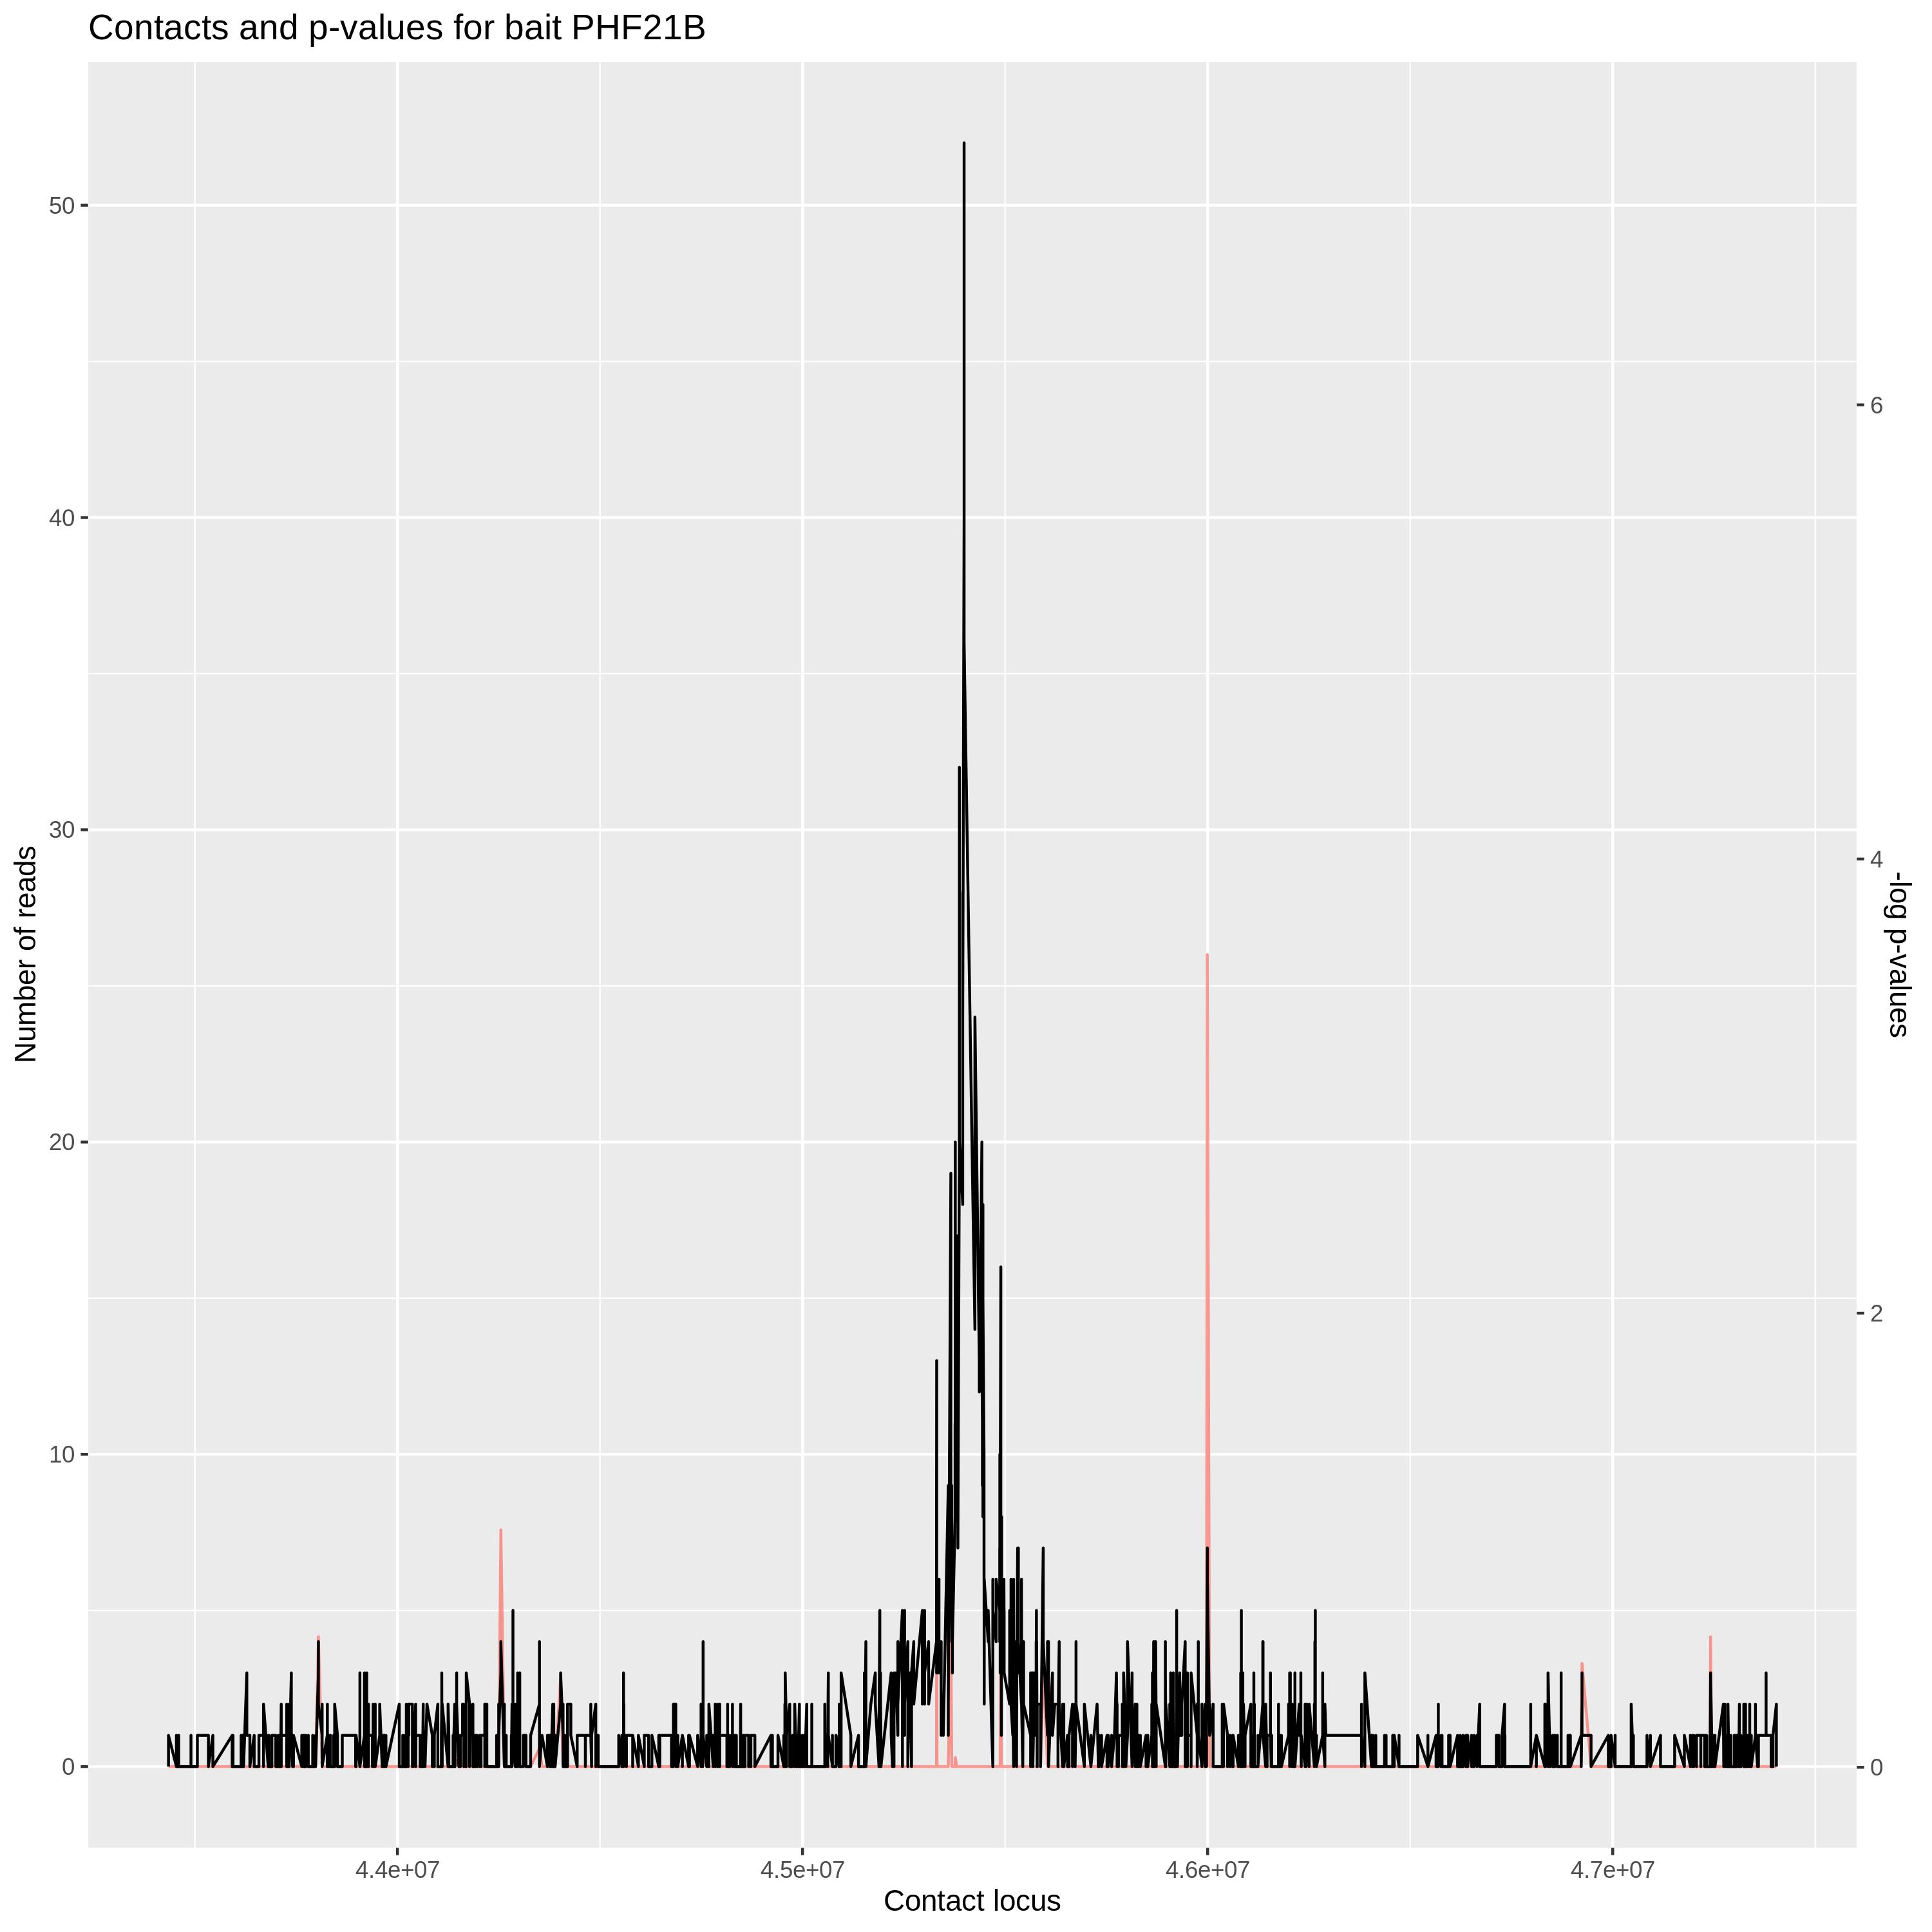 Contacts and p-values for bait PHF21B
50
40
30
20
10
0
Number of reads
6
4
2
0
-log p-values
4.4e+07 4.5e+07 4.6e+07 4.7e+07
Contact locus